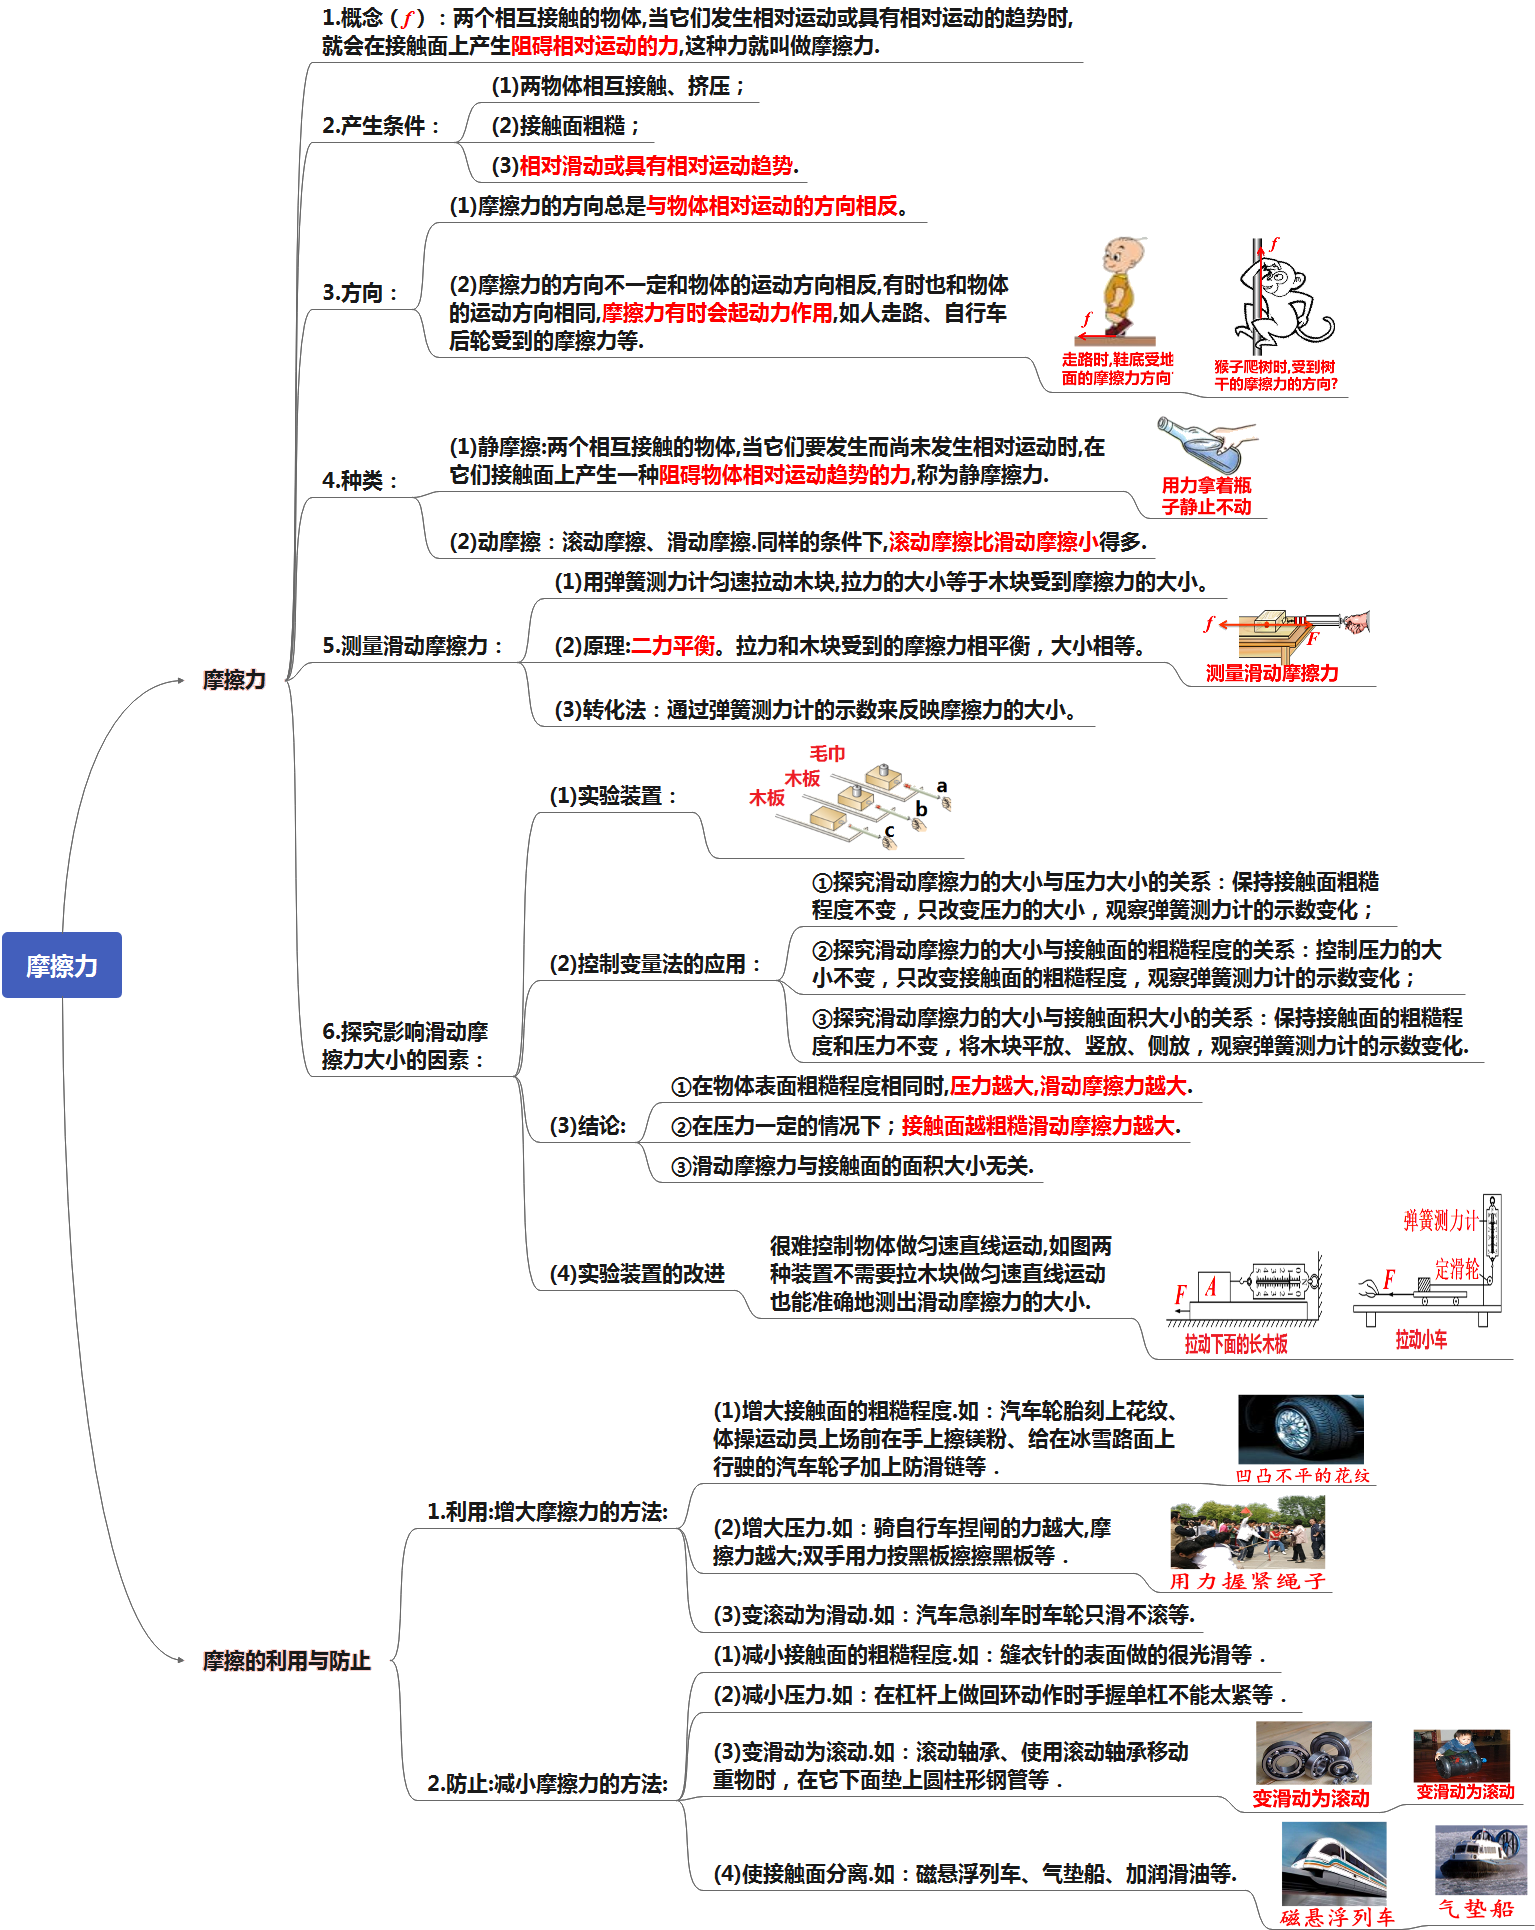 1.概念（f）：两个相互接触的物体,当它们发生相对运动或具有相对运动的趋势时,
就会在接触面上产生阻碍相对运动的力,这种力就叫做摩擦力.
2.产生条件：
(1)两物体相互接触、挤压；
(2)接触面粗糙；
(3)相对滑动或具有相对运动趋势.
3.方向：
(1)摩擦力的方向总是与物体相对运动的方向相反。
(2)摩擦力的方向不一定和物体的运动方向相反,有时也和物体
的运动方向相同,摩擦力有时会起动力作用,如人走路、自行车
后轮受到的摩擦力等.
f
走路时,鞋底受地
面的摩擦力方向
f
猴子爬树时,受到树
干的摩擦力的方向?
4.种类：
(1)静摩擦:两个相互接触的物体,当它们要发生而尚未发生相对运动时,在
它们接触面上产生一种阻碍物体相对运动趋势的力,称为静摩擦力.
用力拿着瓶
子静止不动
(2)动摩擦：滚动摩擦、滑动摩擦.同样的条件下,滚动摩擦比滑动摩擦小得多.
5.测量滑动摩擦力：
(1)用弹簧测力计匀速拉动木块,拉力的大小等于木块受到摩擦力的大小。
(2)原理:二力平衡。拉力和木块受到的摩擦力相平衡，大小相等。
f
F
测量滑动摩擦力
(3)转化法：通过弹簧测力计的示数来反映摩擦力的大小。
摩擦力
6.探究影响滑动摩
擦力大小的因素：
(1)实验装置：
毛巾
木板
木板
a
b
c
(2)控制变量法的应用：
①探究滑动摩擦力的大小与压力大小的关系：保持接触面粗糙
程度不变，只改变压力的大小，观察弹簧测力计的示数变化；
②探究滑动摩擦力的大小与接触面的粗糙程度的关系：控制压力的大
小不变，只改变接触面的粗糙程度，观察弹簧测力计的示数变化；
③探究滑动摩擦力的大小与接触面积大小的关系：保持接触面的粗糙程
度和压力不变，将木块平放、竖放、侧放，观察弹簧测力计的示数变化.
(3)结论:
①在物体表面粗糙程度相同时,压力越大,滑动摩擦力越大.
②在压力一定的情况下；接触面越粗糙滑动摩擦力越大.
③滑动摩擦力与接触面的面积大小无关.
(4)实验装置的改进
很难控制物体做匀速直线运动,如图两
种装置不需要拉木块做匀速直线运动
也能准确地测出滑动摩擦力的大小.
F
A
5 4 3 2 1 0
5 4 3 2 1 0
拉动下面的长木板
弹簧测力计
定滑轮
F
拉动小车
摩擦力
摩擦的利用与防止
1.利用:增大摩擦力的方法:
(1)增大接触面的粗糙程度.如：汽车轮胎刻上花纹、
体操运动员上场前在手上擦镁粉、给在冰雪路面上
行驶的汽车轮子加上防滑链等．
凹凸不平的花纹
(2)增大压力.如：骑自行车捏闸的力越大,摩
擦力越大;双手用力按黑板擦擦黑板等．
用力握紧绳子
(3)变滚动为滑动.如：汽车急刹车时车轮只滑不滚等.
2.防止:减小摩擦力的方法:
(1)减小接触面的粗糙程度.如：缝衣针的表面做的很光滑等．
(2)减小压力.如：在杠杆上做回环动作时手握单杠不能太紧等．
(3)变滑动为滚动.如：滚动轴承、使用滚动轴承移动
重物时，在它下面垫上圆柱形钢管等．
变滑动为滚动
变滑动为滚动
(4)使接触面分离.如：磁悬浮列车、气垫船、加润滑油等.
磁悬浮列车
气垫船